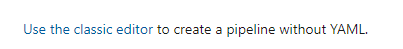 Use the classic editor to create a pipeline without YAML.